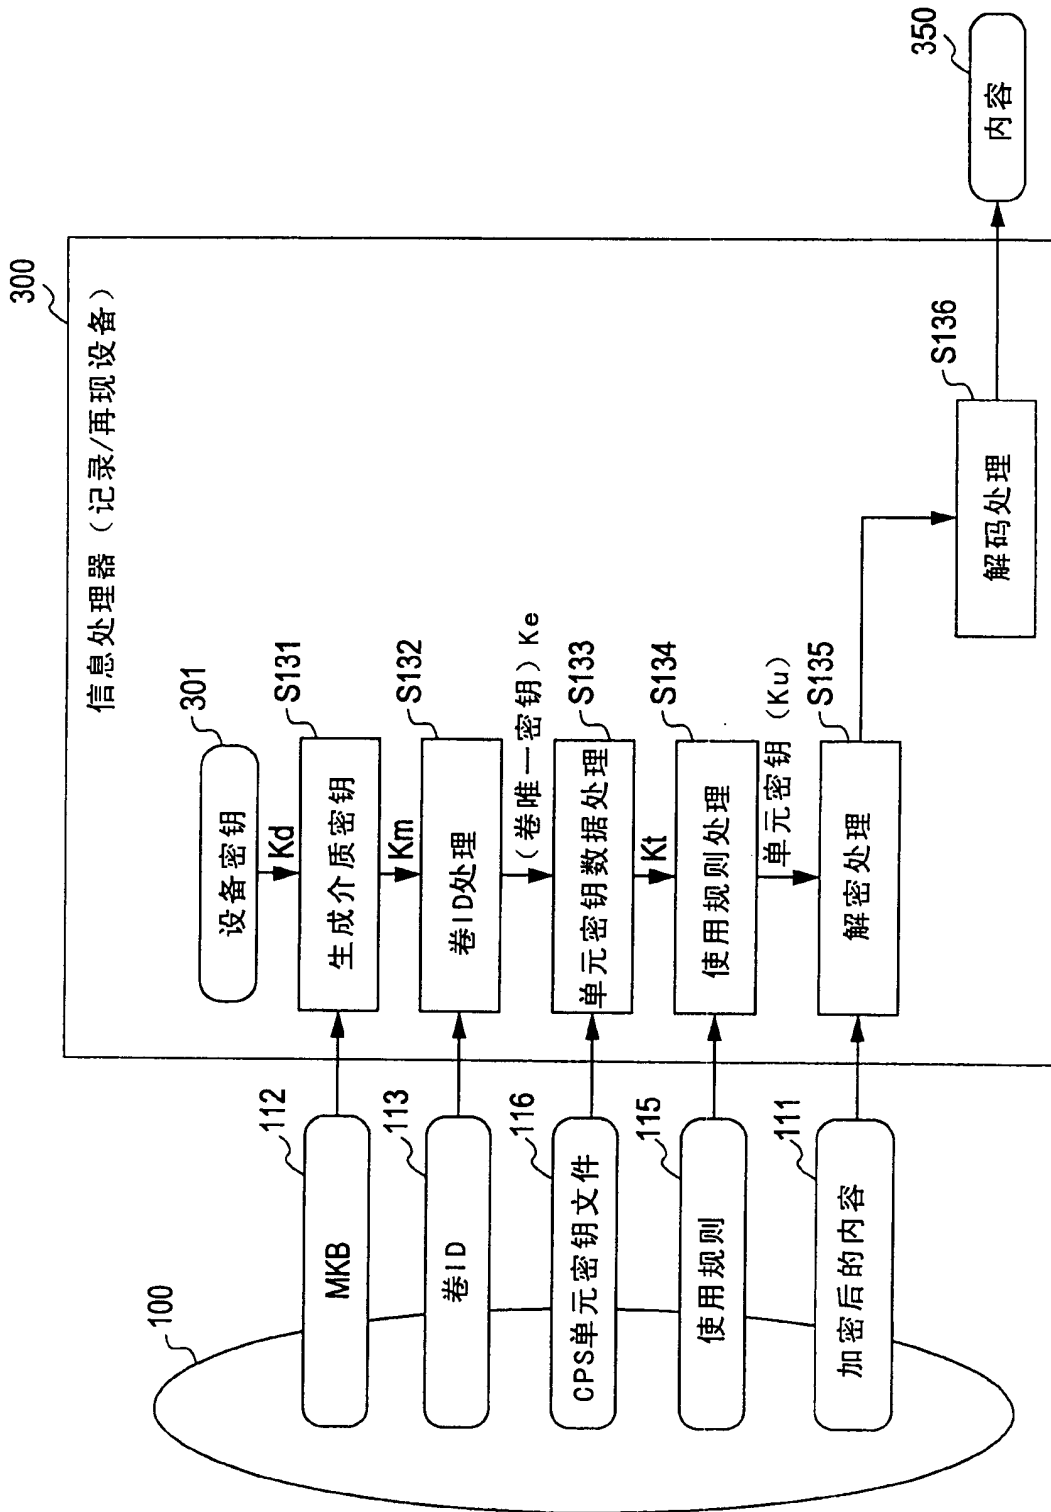 300
信息处理器（记录/再现设备）
100
112
MKB
113
卷ID
116
CPS单元密钥文件
115
使用规则
111
加密后的内容
301
设备密钥
Kd
S131
生成介质密钥
Km
S132
卷ID处理
（卷唯一密钥）Ke
S133
单元密钥数据处理
Kt
S134
使用规则处理
单元密钥（Ku）
S135
解密处理
S136
解码处理
350
内容